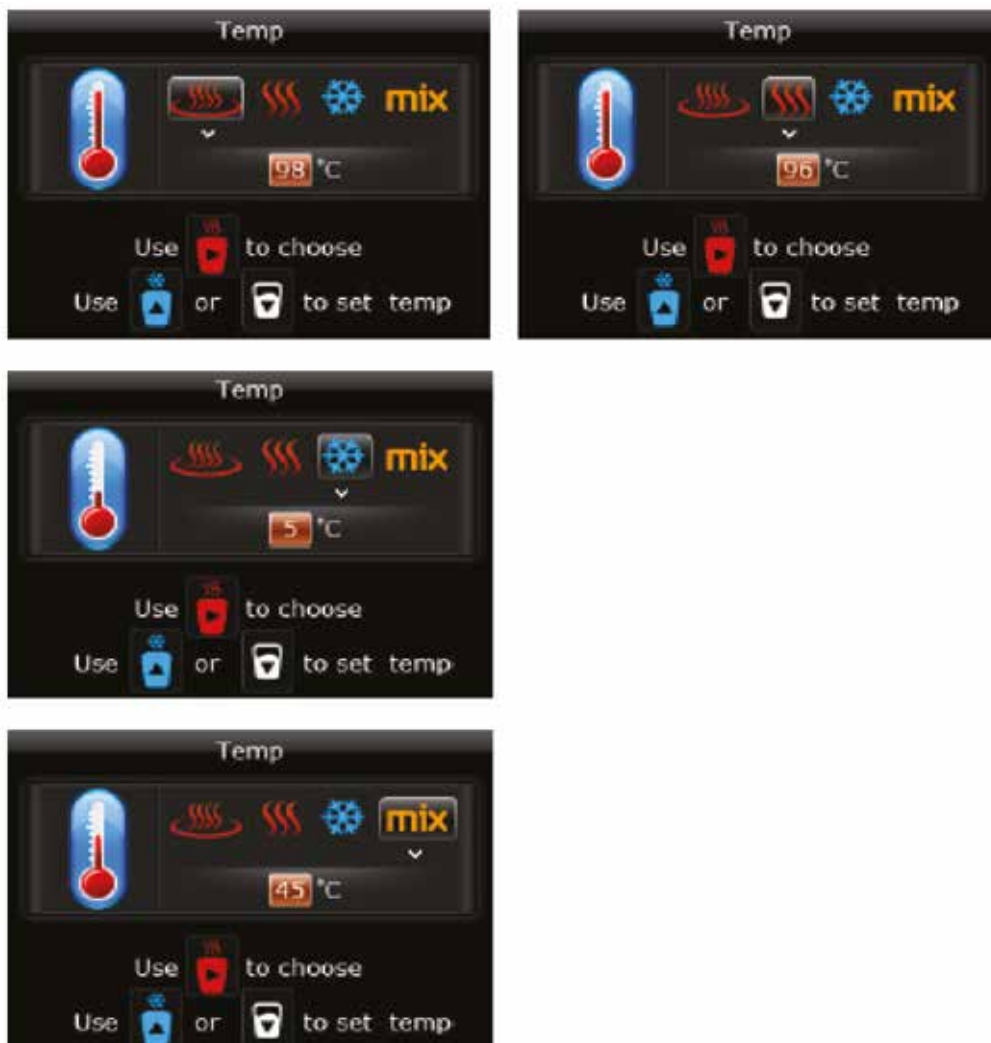 Temp
mix
98 °C
Use to choose
Use or to set temp
Temp
mix
96 °C
Use to choose
Use or to set temp
Temp
mix
5 °C
Use to choose
Use or to set temp
Temp
mix
45 °C
Use to choose
Use or to set temp